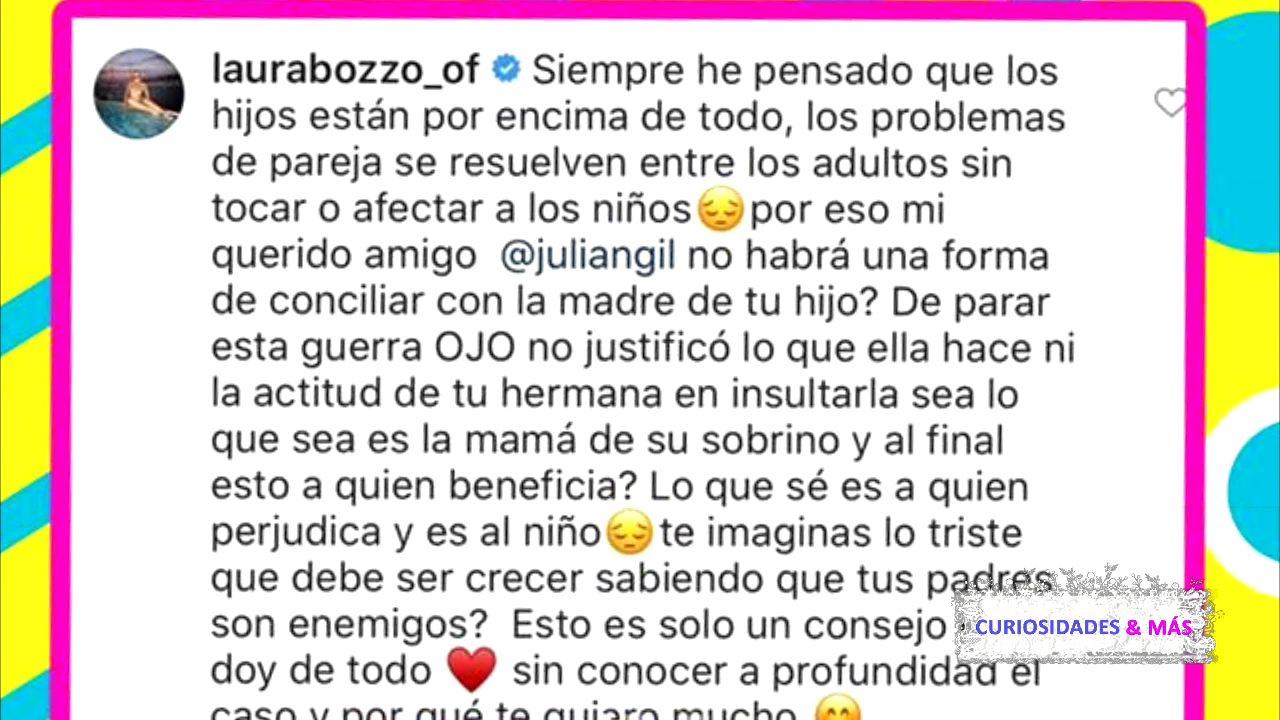 laurabozzo_of Siempre he pensado que los
hijos están por encima de todo, los problemas
de pareja se resuelven entre los adultos sin
tocar o afectar a los niños😔por eso mi
querido amigo @juliangil no habrá una forma
de conciliar con la madre de tu hijo? De parar
esta guerra OJO no justificó lo que ella hace ni
la actitud de tu hermana en insultarla sea lo
que sea es la mamá de su sobrino y al final
esto a quien beneficia? Lo que sé es a quien
perjudica y es al niño😔te imaginas lo triste
que debe ser crecer sabiendo que tus padres
son enemigos? Esto es solo un consejo
doy de todo ❤️ sin conocer a profundidad el
caso y por qué te quiero mucho 😊
CURIOSIDADES & MÁS